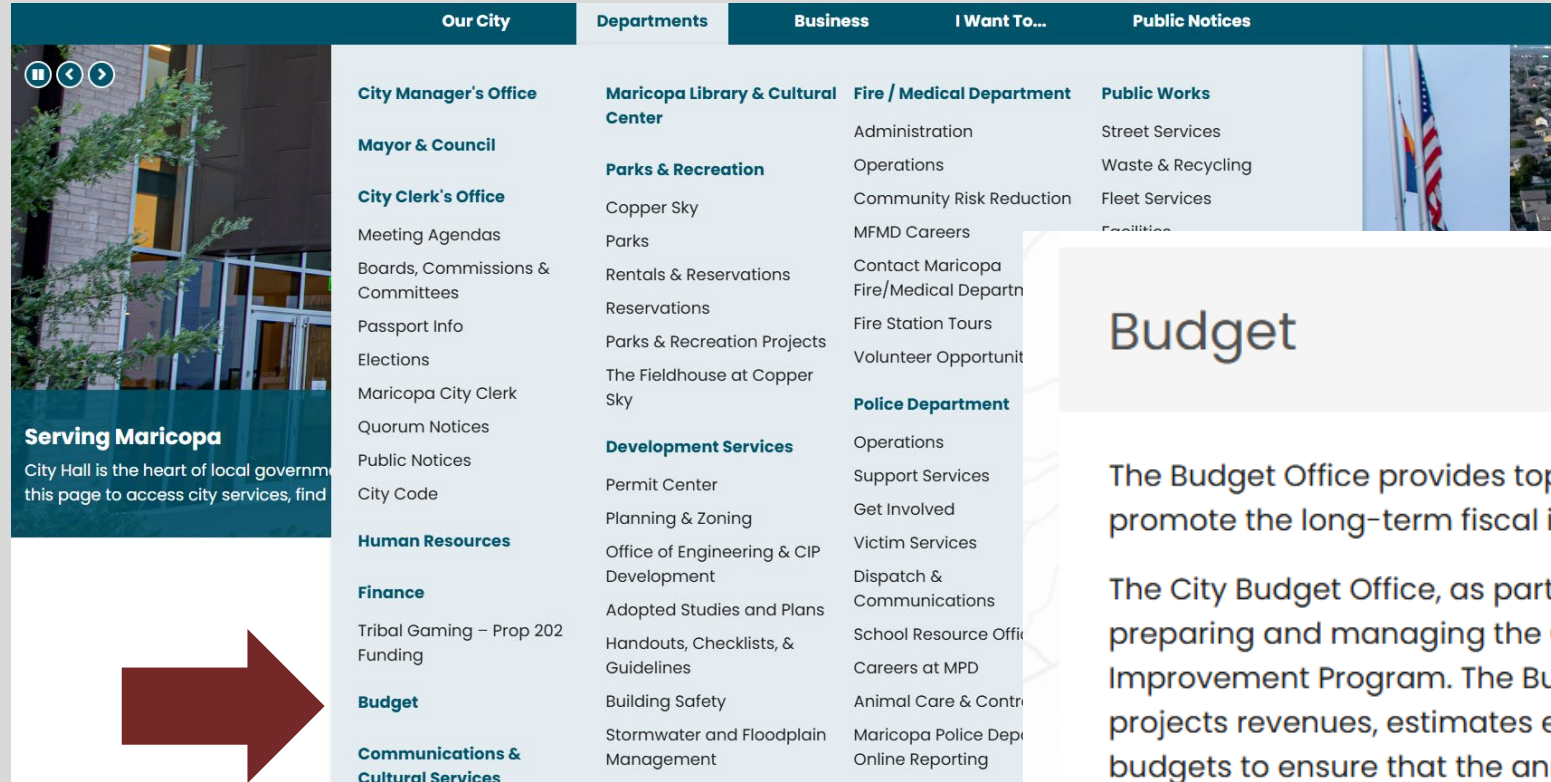 Our City
Departments
Business
I Want To...
Public Notices
Serving Maricopa
City Hall is the heart of local
this page to access city services, find
City Manager's Office
Mayor & Council
City Clerk's Office
Meeting Agendas
Boards, Commissions &
Committees
Passport Info
Elections
Maricopa City Clerk
Quorum Notices
Public Notices
City Code
Human Resources
Finance
Tribal Gaming – Prop 202
Funding
Budget
Communications &
Cultural Services
Maricopa Library & Cultural
Center
Parks & Recreation
Copper Sky
Parks
Rentals & Reservations
Reservations
Parks & Recreation Projects
The Fieldhouse at Copper
Sky
Development Services
Permit Center
Planning & Zoning
Office of Engineering & CIP
Development
Adopted Studies and Plans
Handouts, Checklists, &
Guidelines
Building Safety
Stormwater and Floodplain
Management
Fire / Medical Department
Administration
Operations
Community Risk Reduction
MFMD Careers
Contact Maricopa
Fire/Medical
Fire Station Tours
Volunteer
Police Department
Operations
Support Services
Get Involved
Victim Services
Dispatch &
Communications
School Resource
Careers at MPD
Animal Care &
Maricopa Police
Online Reporting
Public Works
Street Services
Waste & Recycling
Fleet Services
Facilities
Budget
The Budget Office provides
promote the long-term fiscal
The City Budget Office, as part
preparing and managing the
Improvement Program. The
projects revenues, estimates
budgets to ensure that the